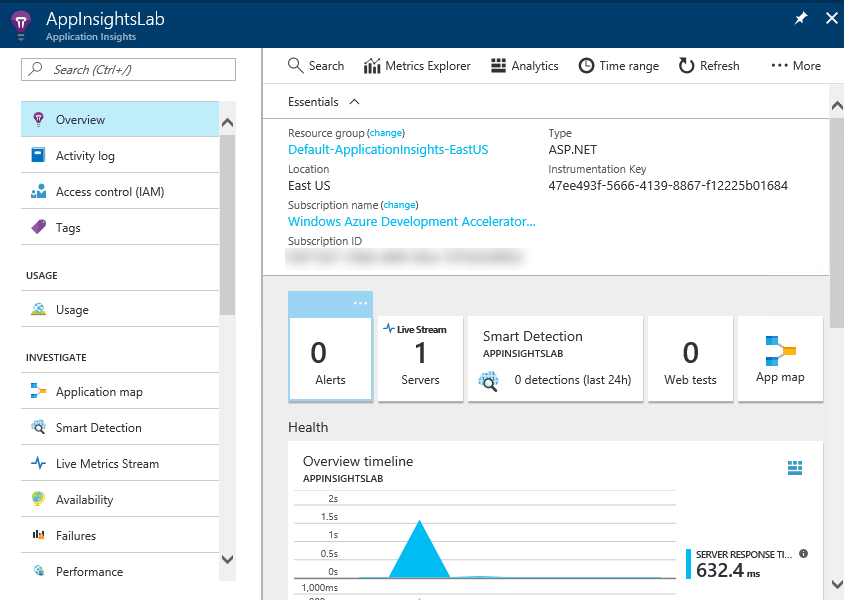 AppInsightsLab
Application Insights
Search (Ctrl+/)
Overview
Activity log
Access control (IAM)
Tags
USAGE
Usage
INVESTIGATE
Application map
Smart Detection
Live Metrics Stream
Availability
Failures
Performance
Search
Metrics Explorer
Analytics
Time range
Refresh
More
Essentials
Resource group (change)
Default-ApplicationInsights-EastUS
Location
East US
Subscription name (change)
Windows Azure Development Accelerator...
Subscription ID
Type
ASP.NET
Instrumentation Key
47ee493f-5666-4139-8867-f12225b01684
0
Alerts
Live Stream
1
Servers
Smart Detection
APPINSIGHTSLAB
0 detections (last 24h)
0
Web tests
App map
Health
Overview timeline
APPINSIGHTSLAB
2s
1.5s
1s
0.5s
0s
1,000ms
SERVER RESPONSE TI...
632.4 ms